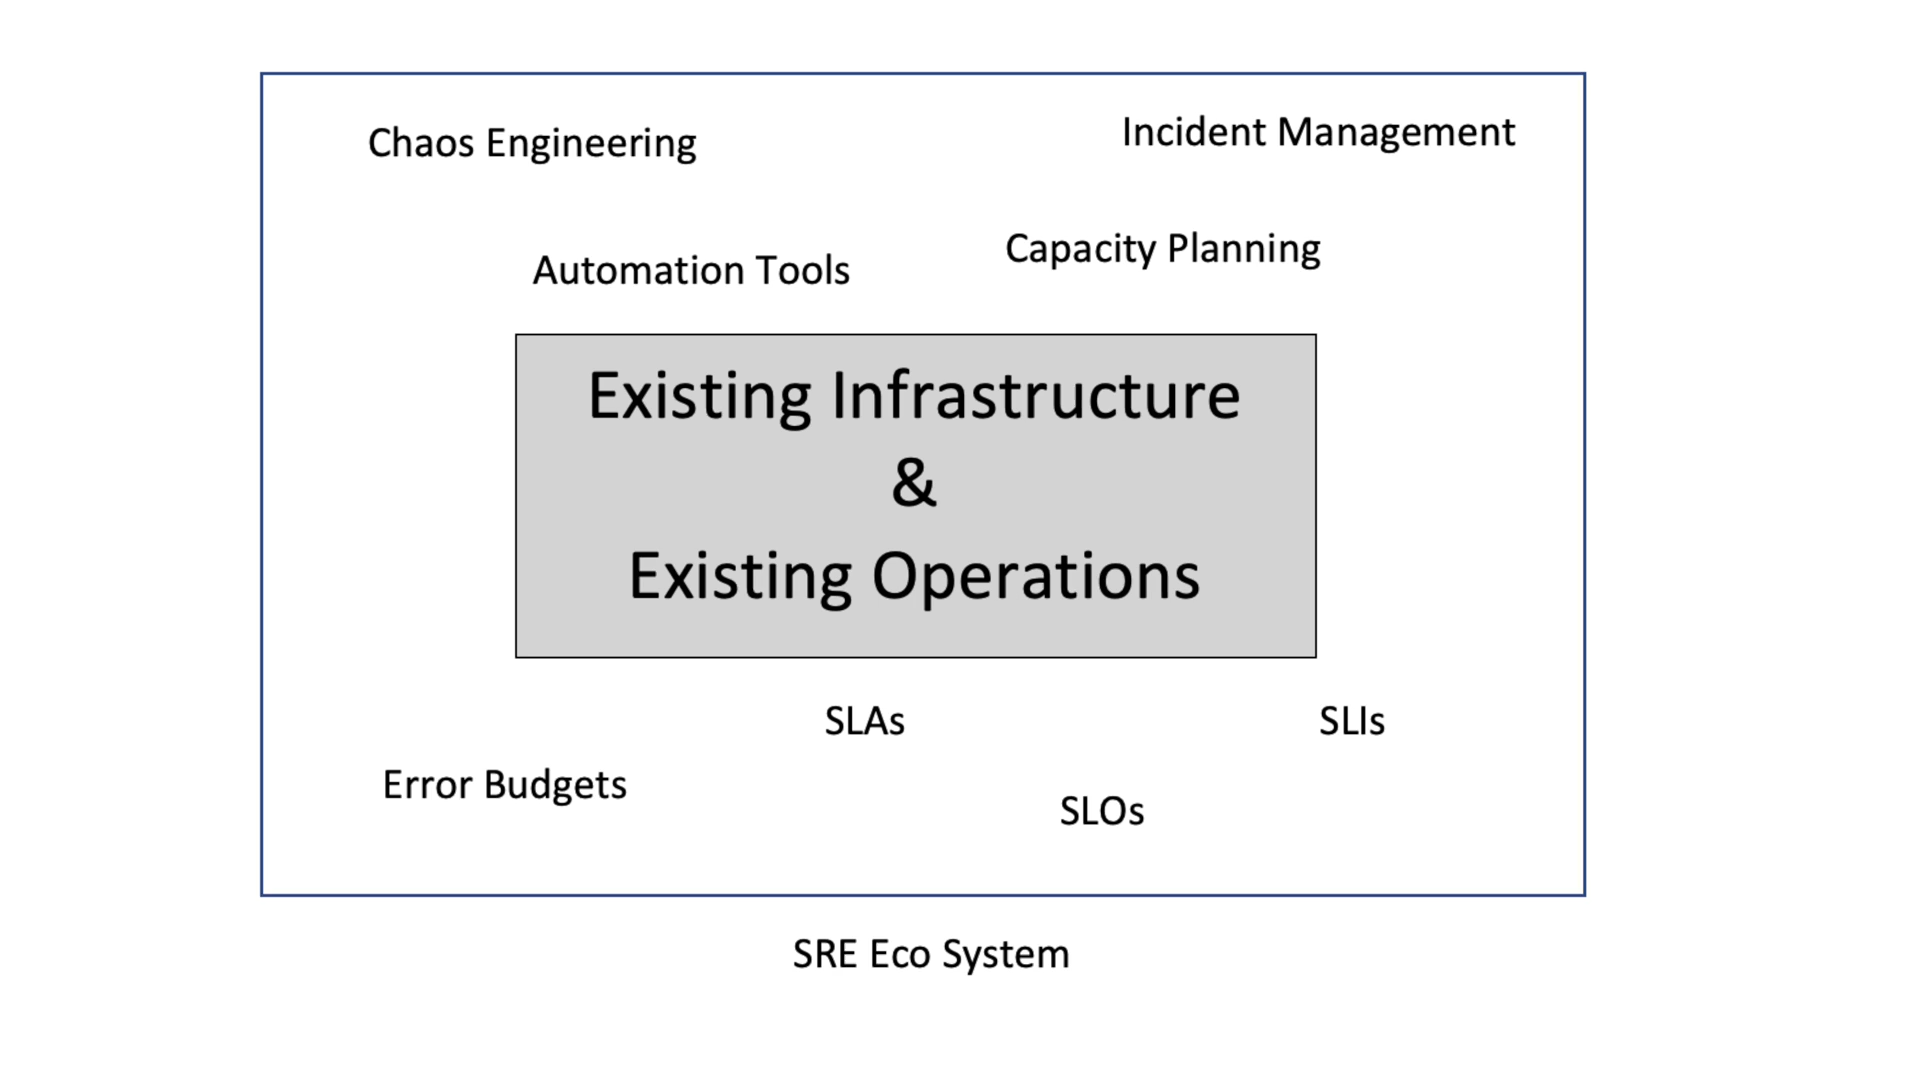 Chaos Engineering
Incident Management
Automation Tools
Capacity Planning
Existing Infrastructure
&
Existing Operations
SLAs
SLIs
Error Budgets
SLOs
SRE Eco System